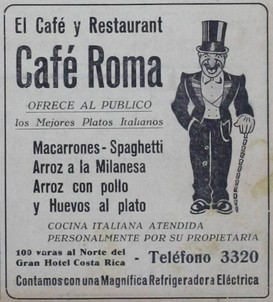 El Café y Restaurant
Café Roma
OFRECE AL PUBLICO
los Mejores Platos Italianos
Macarrones - Spaghetti
Arroz a la Milanesa
Arroz con pollo
y Huevos al plato
COCINA ITALIANA ATENDIDA
PERSONALMENTE POR SU PROPIETARIA
100 varas al Norte del
Gran Hotel Costa Rica - Teléfono 3320
Contamos con una Magnífica Refrigeradora Eléctrica